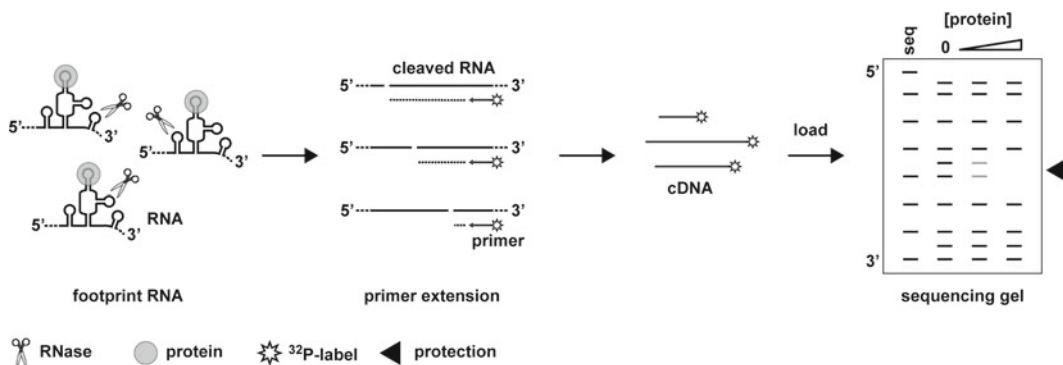 [protein]
seq
0
5'
3'
5' cleaved RNA 3'
5' 3'
5' 3'
5' 3'
RNA
5' 3'
5' 3'
primer
cDNA
load
footprint RNA
primer extension
sequencing gel
RNase
protein
³²P-label
protection